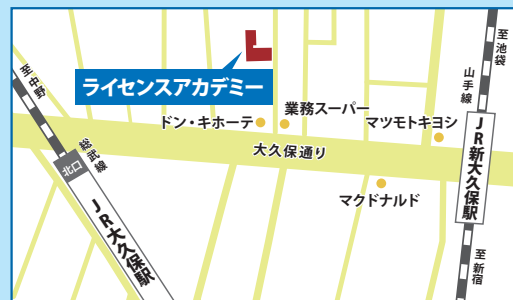 至中野
総武線
北口
JR大久保駅
ライセンスアカデミー
ドン・キホーテ
業務スーパー
マツモトキヨシ
大久保通り
マクドナルド
至池袋
山手線
JR新大久保駅
至新宿